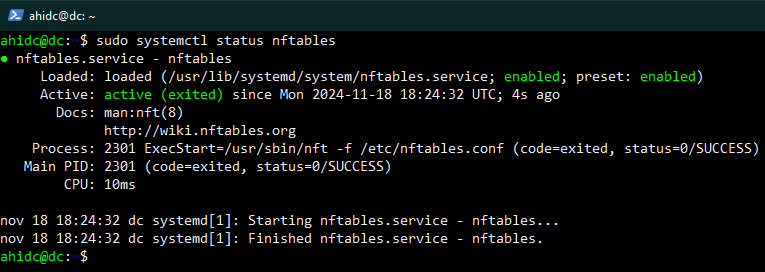 ahidc@dc: ~
ahidc@dc:~$ sudo systemctl status nftables
● nftables.service - nftables
     Loaded: loaded (/usr/lib/systemd/system/nftables.service; enabled; preset: enabled)
     Active: active (exited) since Mon 2024-11-18 18:24:32 UTC; 4s ago
       Docs: man:nft(8)
             http://wiki.nftables.org
    Process: 2301 ExecStart=/usr/sbin/nft -f /etc/nftables.conf (code=exited, status=0/SUCCESS)
   Main PID: 2301 (code=exited, status=0/SUCCESS)
        CPU: 10ms
nov 18 18:24:32 dc systemd[1]: Starting nftables.service - nftables...
nov 18 18:24:32 dc systemd[1]: Finished nftables.service - nftables.
ahidc@dc:~$